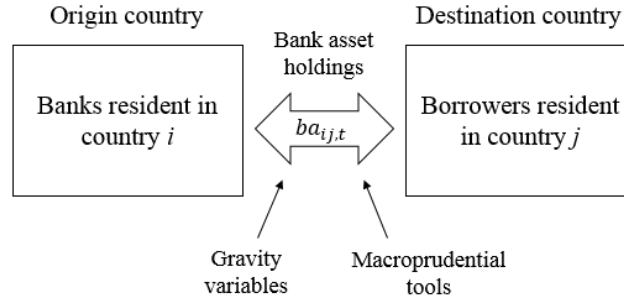 Origin country
Destination country
Bank asset
holdings
Banks resident in
country i
ba_{ij,t}
Borrowers resident
in country j
Gravity
variables
Macroprudential
tools